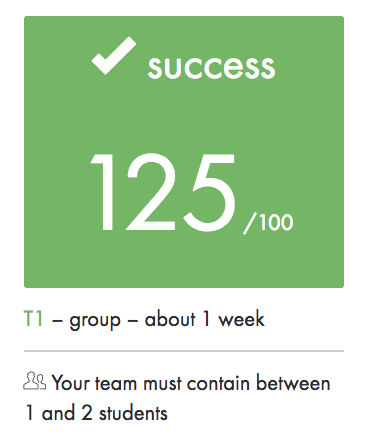 success
125/100
T1 – group – about 1 week
Your team must contain between
1 and 2 students